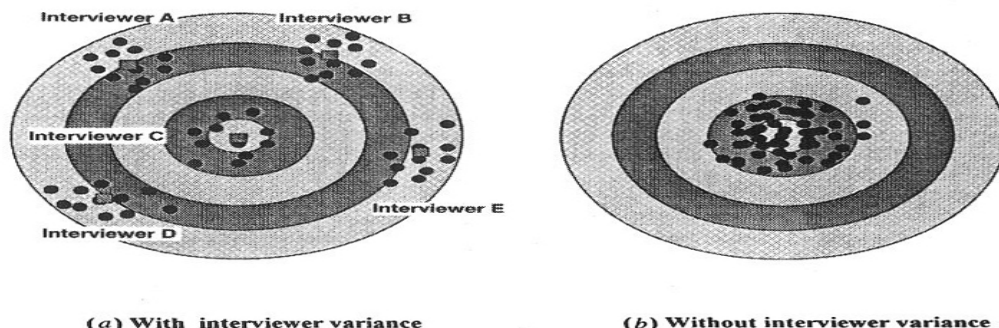 Interviewer A
Interviewer B
Interviewer C
Interviewer E
Interviewer D
(a) With interviewer variance
(b) Without interviewer variance